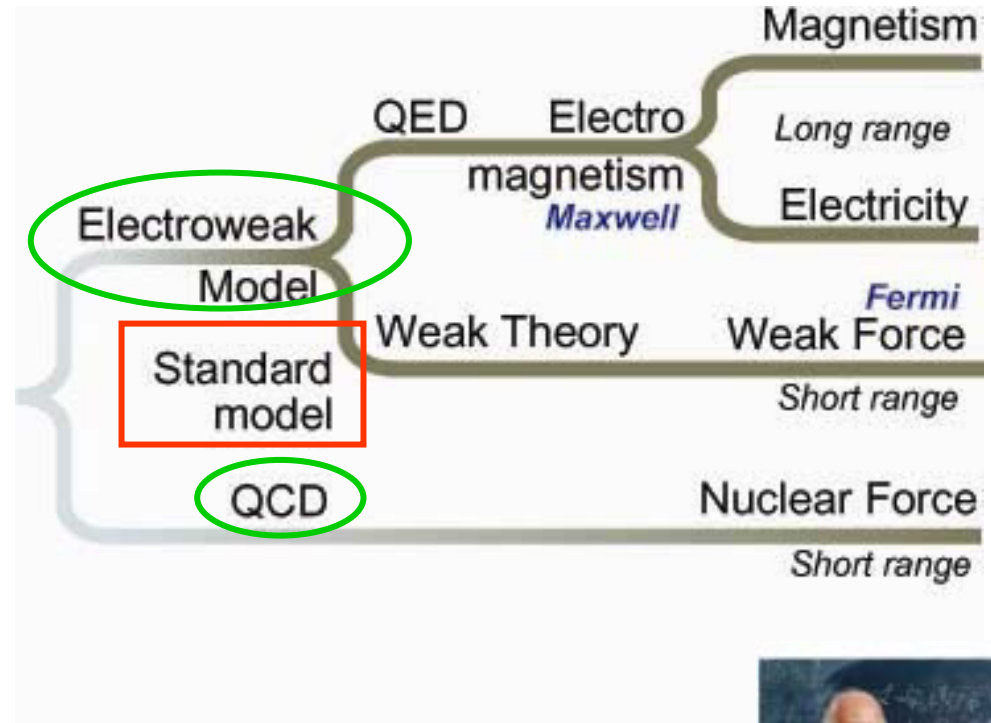 Magnetism
QED Electro
Long range
magnetism
Maxwell
Electricity
Electroweak
Model
Fermi
Weak Theory
Weak Force
Standard
model
Short range
QCD
Nuclear Force
Short range